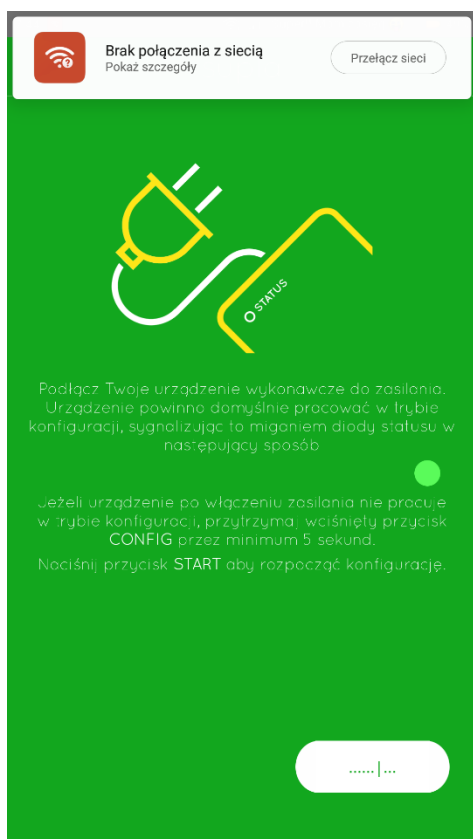 Brak połączenia z siecią
Pokaż szczegóły
Przełącz sieci
STATUS
Podłącz Twoje urządzenie wykonawcze do zasilania.
Urządzenie powinno domyślnie pracować w trybie
konfiguracji, sygnalizując to miganiem diody statusu w
następujący sposób
Jeżeli urządzenie po włączeniu zasilania nie pracuje
w trybie konfiguracji, przytrzymaj wciśnięty przycisk
CONFIG przez minimum 5 sekund.
Naciśnij przycisk START aby rozpocząć konfigurację.
......|...